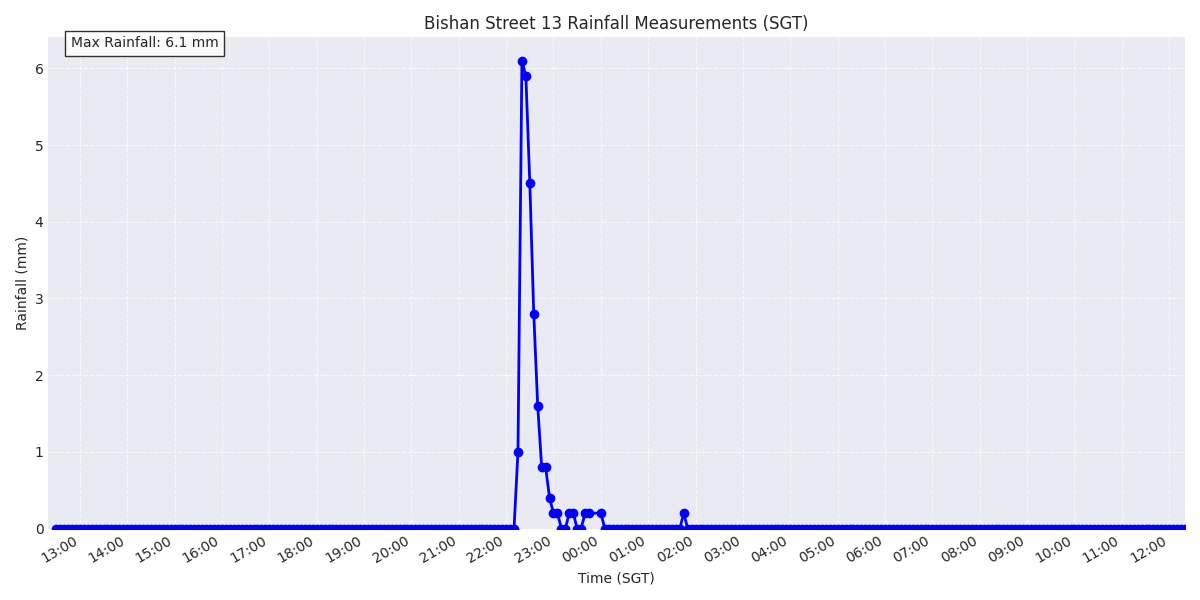 Bishan Street 13 Rainfall Measurements (SGT)
Max Rainfall: 6.1 mm
Rainfall (mm)
6
5
4
3
2
1
0
13:00 14:00 15:00 16:00 17:00 18:00 19:00 20:00 21:00 22:00 23:00 00:00 01:00 02:00 03:00 04:00 05:00 06:00 07:00 08:00 09:00 10:00 11:00 12:00
Time (SGT)